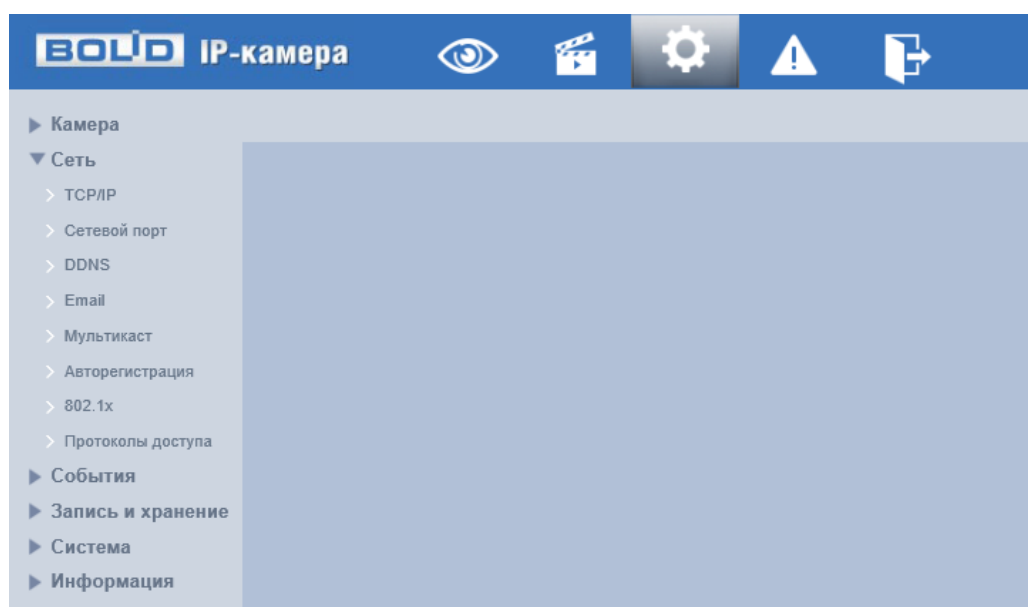 BOLID IP-камера
Камера
Сеть
TCP/IP
Сетевой порт
DDNS
Email
Мультикаст
Авторегистрация
802.1x
Протоколы доступа
События
Запись и хранение
Система
Информация